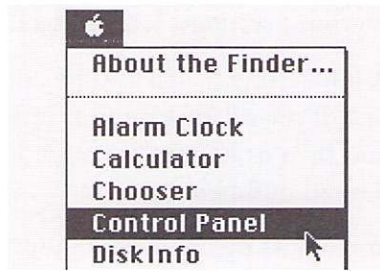 About the Finder...
Alarm Clock
Calculator
Chooser
Control Panel
DiskInfo